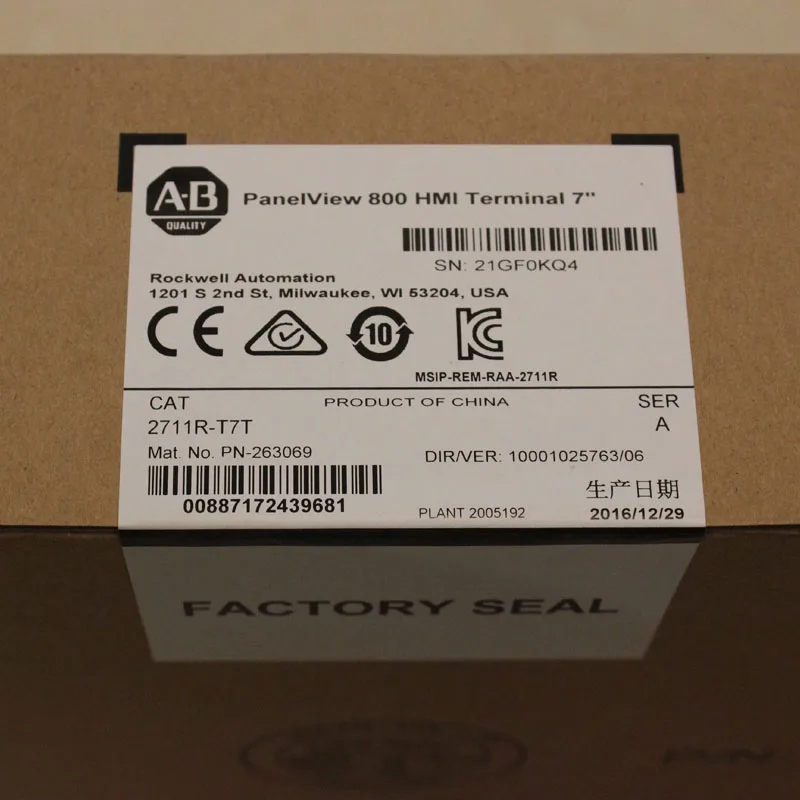 A-B
QUALITY
PanelView 800 HMI Terminal 7"
SN: 21GF0KQ4
Rockwell Automation
1201 S 2nd St, Milwaukee, WI 53204, USA
CE
10
KC
MSIP-REM-RAA-2711R
CAT
PRODUCT OF CHINA
SER
2711R-T7T
A
Mat. No. PN-263069
DIR/VER: 10001025763/06
00887172439681
PLANT 2005192
生产日期
2016/12/29
FACTORY SEAL